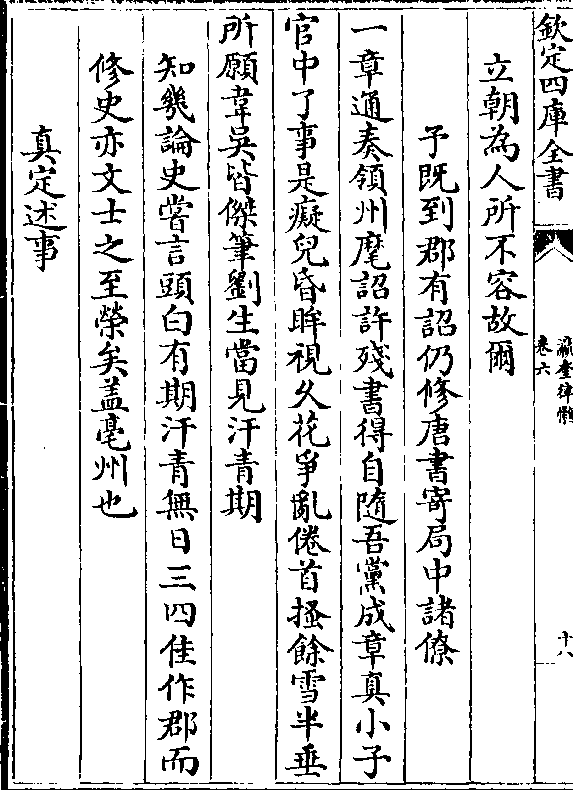 欽定四庫全書
瀛奎律髓
卷六
十八
立朝為人所不容故爾
予既到郡有詔仍修唐書寄局中諸僚
一章通奏領州麾詔許殘書得自隨吾黨成章真小子
官中了事是癡兒昏眸視久花爭亂倦首搔餘雪半垂
所願韋吳皆傑筆劉生當見汗青期
知幾論史嘗言頭白有期汗青無日三四佳作郡而
修史亦文士之至榮矣盖亳州也
真定述事